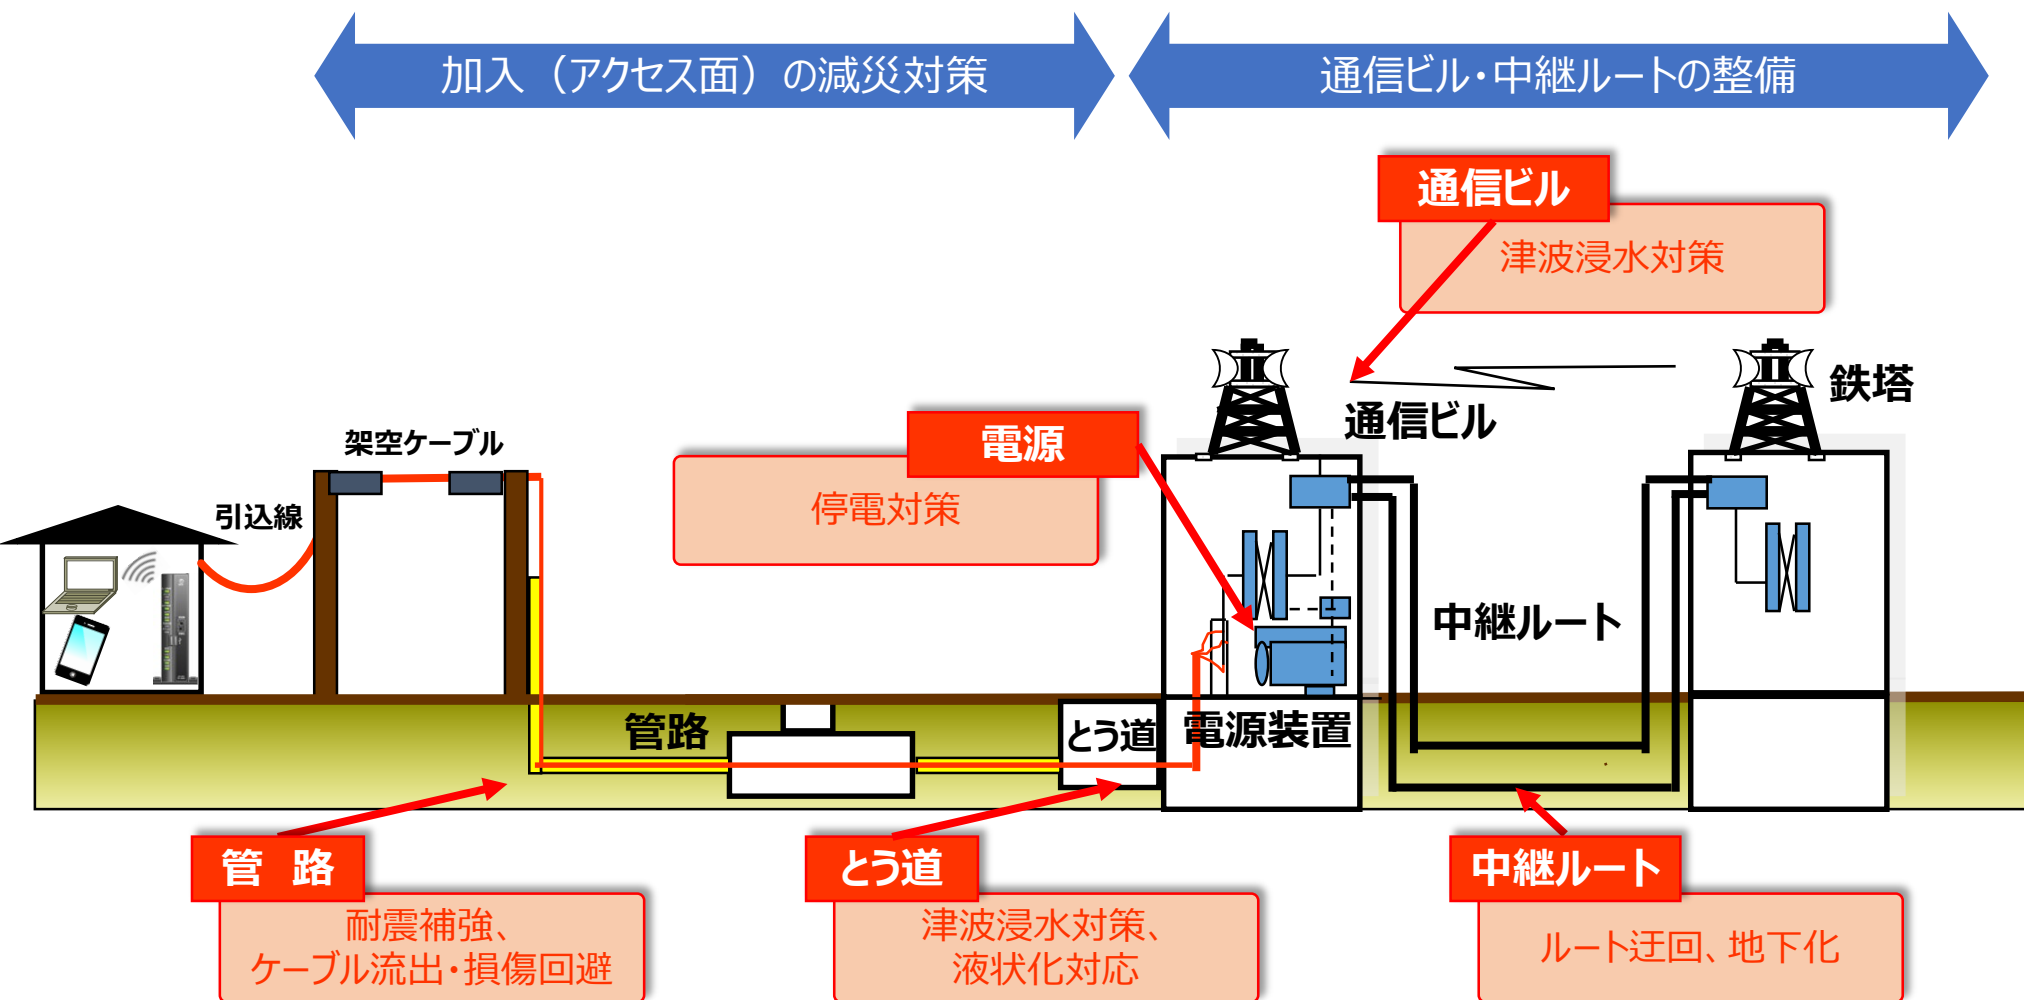 加入（アクセス面）の減災対策
通信ビル・中継ルートの整備
通信ビル
津波浸水対策
鉄塔
通信ビル
電源
停電対策
架空ケーブル
引込線
中継ルート
管路
とう道
電源装置
管　路
耐震補強、
ケーブル流出・損傷回避
とう道
津波浸水対策、
液状化対応
中継ルート
ルート迂回、地下化